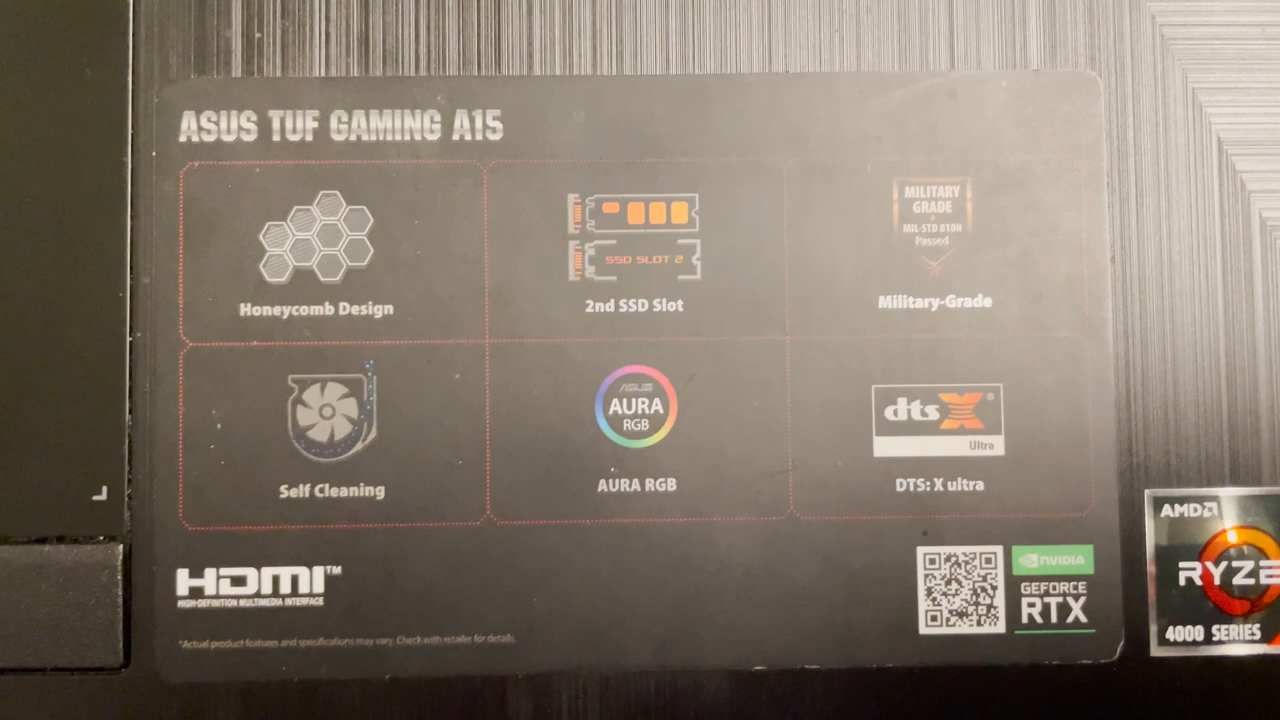 ASUS TUF GAMING A15
Honeycomb Design
SSD SLOT 2
2nd SSD Slot
MILITARY
GRADE
MIL-STD 810H
Passed
Military-Grade
Self Cleaning
ASUS
AURA
RGB
AURA RGB
dts X®
Ultra
DTS: X ultra
HDMI™
HIGH-DEFINITION MULTIMEDIA INTERFACE
*Actual product features and specifications may vary. Check with retailer for details.
NVIDIA
GEFORCE
RTX
AMD
RYZE
4000 SERIES